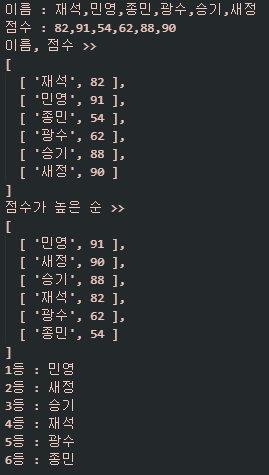 이름 : 재석,민영,종민,광수,승기,새정
점수 : 82,91,54,62,88,90
이름, 점수 >>
[
  [ '재석', 82 ],
  [ '민영', 91 ],
  [ '종민', 54 ],
  [ '광수', 62 ],
  [ '승기', 88 ],
  [ '새정', 90 ]
]
점수가 높은 순 >>
[
  [ '민영', 91 ],
  [ '새정', 90 ],
  [ '승기', 88 ],
  [ '재석', 82 ],
  [ '광수', 62 ],
  [ '종민', 54 ]
]
1등 : 민영
2등 : 새정
3등 : 승기
4등 : 재석
5등 : 광수
6등 : 종민